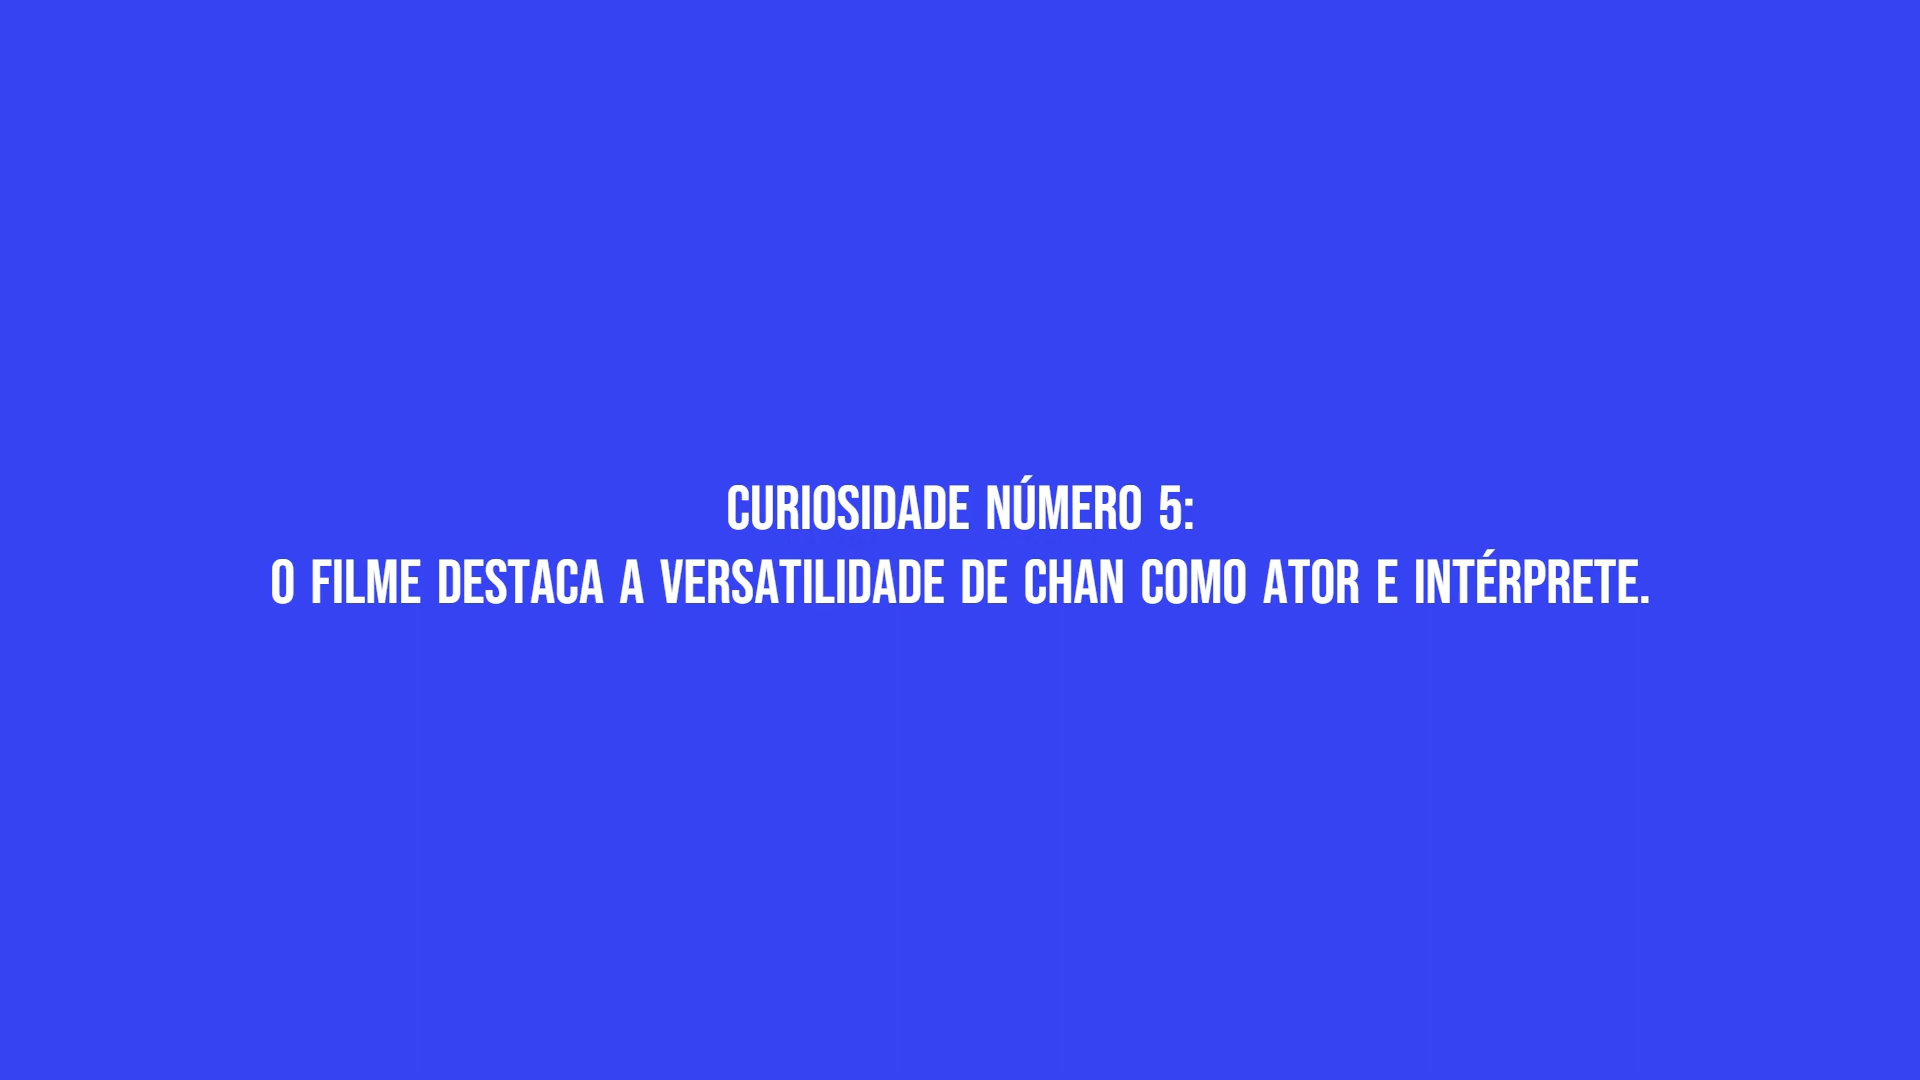 CURIOSIDADE NÚMERO 5:
O FILME DESTACA A VERSATILIDADE DE CHAN COMO ATOR E INTÉRPRETE.